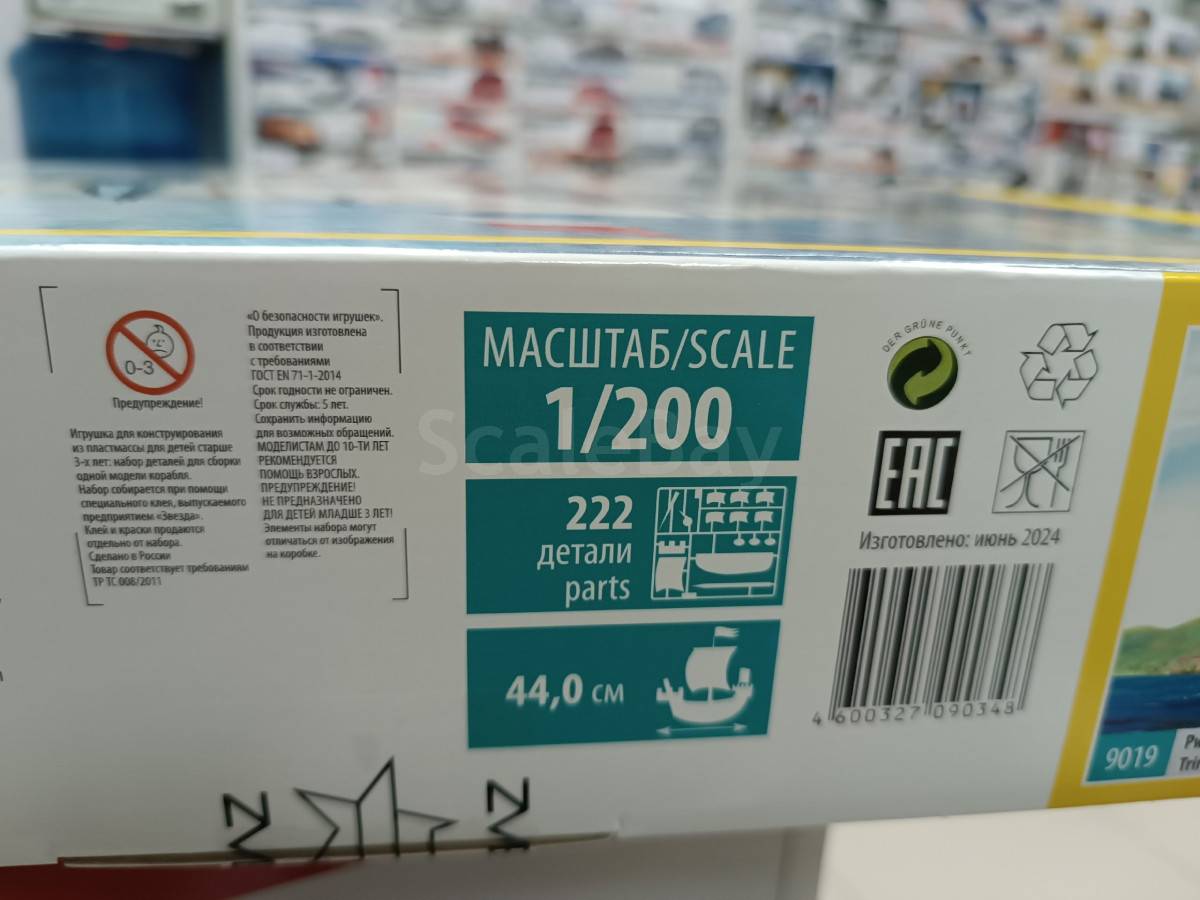 0-3
Предупреждение!
Игрушка для конструирования
из пластмассы для детей старше
3-х лет: набор деталей для сборки
одной модели корабля.
Набор собирается при помощи
специального клея, выпускаемого
предприятием «Звезда».
Клей и краски продаются
отдельно от набора.
Сделано в России
Товар соответствует требованиям
ТР ТС 008/2011
«О безопасности игрушек».
Продукция изготовлена
в соответствии
с требованиями
ГОСТ EN 71-1-2014
Срок годности не ограничен.
Срок службы: 5 лет.
Сохранить информацию
для возможных обращений.
МОДЕЛИСТАМ ДО 10-ТИ ЛЕТ
РЕКОМЕНДУЕТСЯ
ПОМОЩЬ ВЗРОСЛЫХ.
ПРЕДУПРЕЖДЕНИЕ!
НЕ ПРЕДНАЗНАЧЕНО
ДЛЯ ДЕТЕЙ МЛАДШЕ 3 ЛЕТ!
Элементы набора могут
отличаться от изображения
на коробке.
МАСШТАБ/SCALE
1/200
222
детали
parts
44,0 см
DER GRÜNE PUNKT
EAC
Изготовлено: июнь 2024
4 600327 090348
9019
ScaleBay